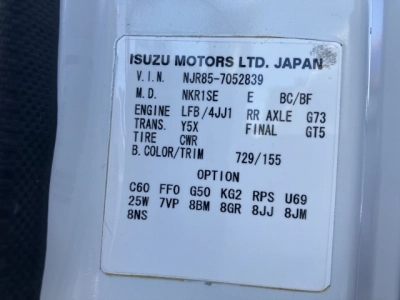 ISUZU MOTORS LTD. JAPAN
V.I.N. NJR85-7052839
M.D. NKR1SE E BC/BF
ENGINE LFB/4JJ1 RR AXLE G73
TRANS. Y5X FINAL GT5
TIRE CWR
B.COLOR/TRIM 729/155
OPTION
C60 FF0 G50 KG2 RPS U69
25W 7VP 8BM 8GR 8JJ 8JM
8NS